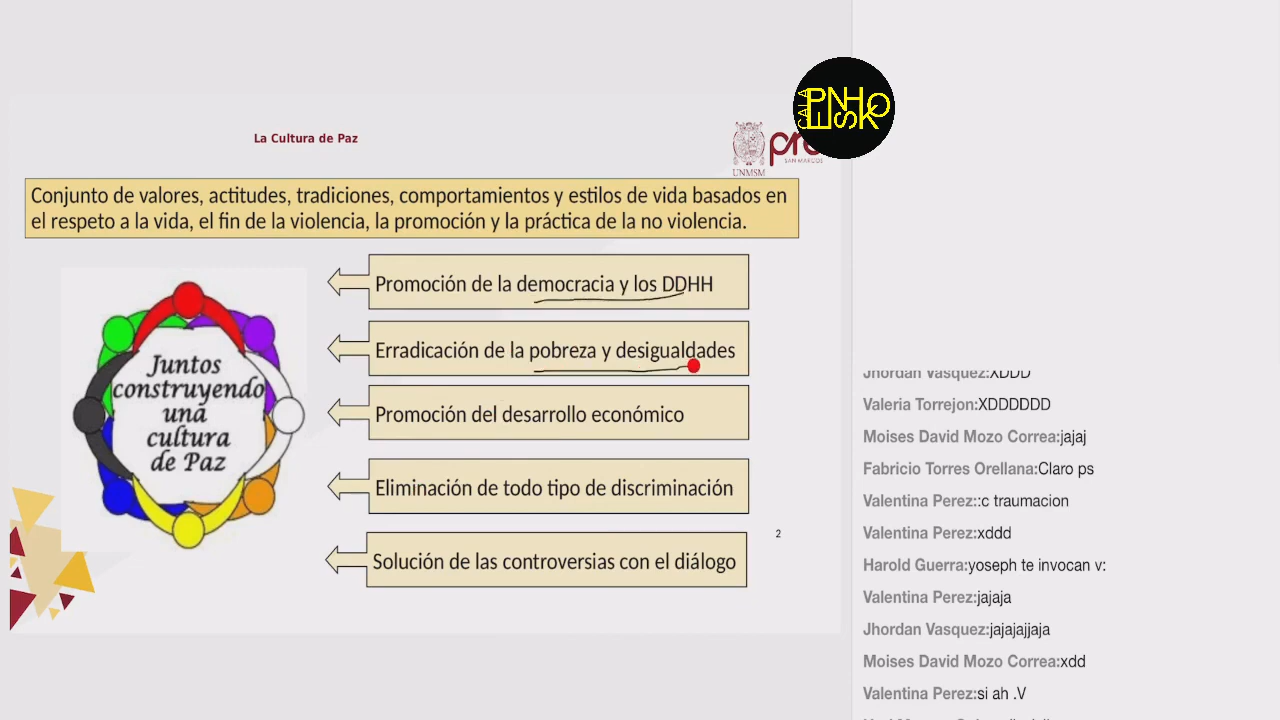 La Cultura de Paz
UNMSM
SAN MARCOS
Conjunto de valores, actitudes, tradiciones, comportamientos y estilos de vida basados en
el respeto a la vida, el fin de la violencia, la promoción y la práctica de la no violencia.
Promoción de la democracia y los DDHH
Erradicación de la pobreza y desigualdades
Promoción del desarrollo económico
Eliminación de todo tipo de discriminación
Solución de las controversias con el diálogo
Juntos
construyendo
una
cultura
de Paz
2
Jhordan Vasquez:XDDD
Valeria Torrejon:XDDDDDD
Moises David Mozo Correa:jajaj
Fabricio Torres Orellana:Claro ps
Valentina Perez::c traumacion
Valentina Perez:xddd
Harold Guerra:yoseph te invocan v:
Valentina Perez:jajaja
Jhordan Vasquez:jajajajjaja
Moises David Mozo Correa:xdd
Valentina Perez:si ah .V